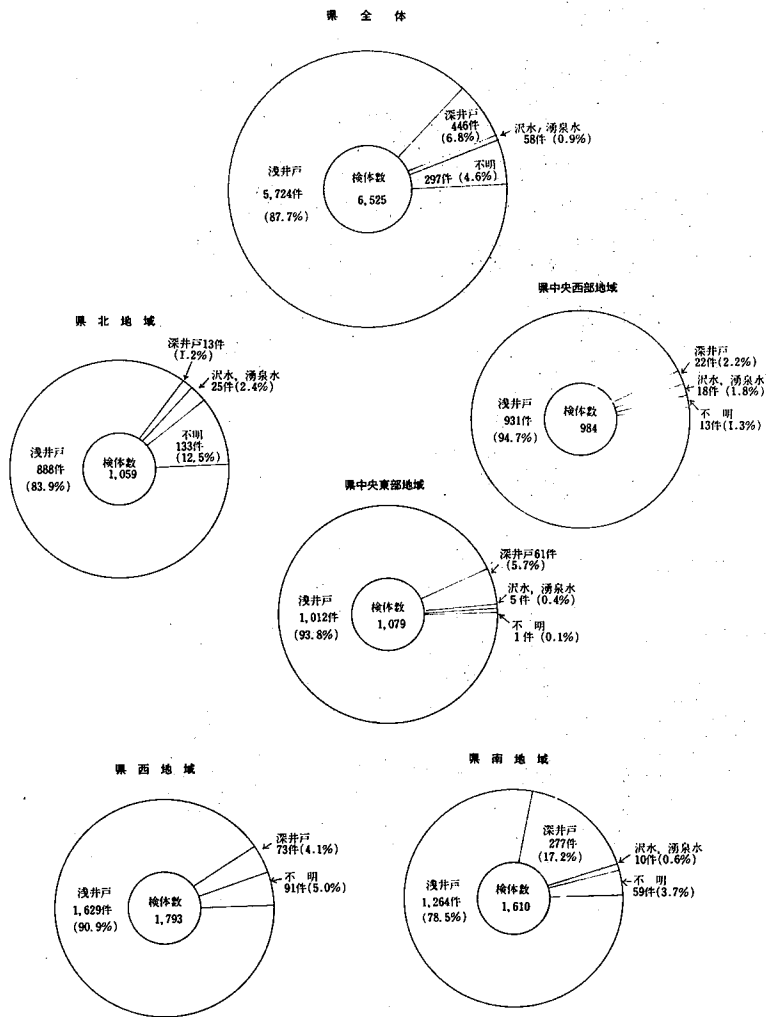 県全体
深井戸
446件
(6.8%)
沢水,湧泉水
58件 (0.9%)
不明
297件 (4.6%)
浅井戸
5,724件
(87.7%)
検体数
6,525
県北地域
深井戸13件
(1.2%)
沢水,湧泉水
25件(2.4%)
不明
133件
(12.5%)
浅井戸
888件
(83.9%)
検体数
1,059
県中央西部地域
深井戸
22件(2.2%)
沢水,湧泉水
18件 (1.8%)
不明
13件(1.3%)
浅井戸
931件
(94.7%)
検体数
984
県中央東部地域
深井戸61件
(5.7%)
沢水,湧泉水
5件 (0.4%)
不明
1件 (0.1%)
浅井戸
1,012件
(93.8%)
検体数
1,079
県西地域
深井戸
73件(4.1%)
不明
91件(5.0%)
浅井戸
1,629件
(90.9%)
検体数
1,793
県南地域
深井戸
277件
(17.2%)
沢水,湧泉水
10件(0.6%)
不明
59件(3.7%)
浅井戸
1,264件
(78.5%)
検体数
1,610